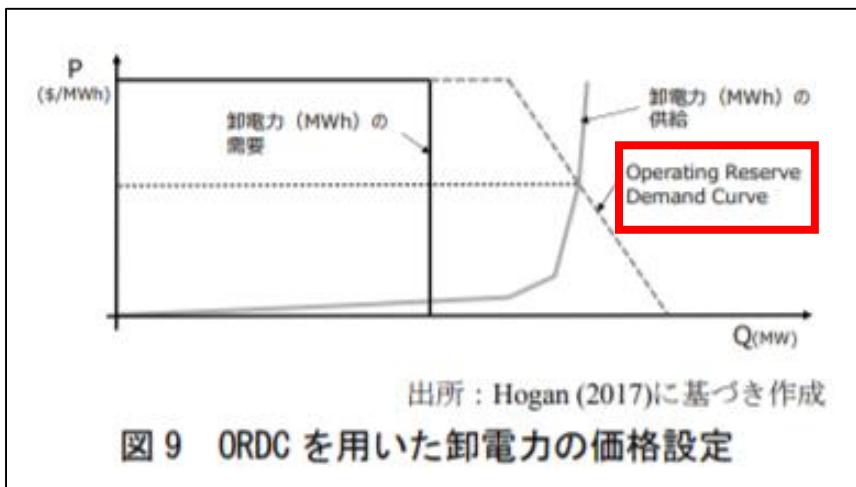 P
($/MWh)
卸電力（MWh）の
需要
卸電力（MWh）の
供給
Operating Reserve
Demand Curve
Q(MW)
出所：Hogan (2017)に基づき作成
図9　ORDC を用いた卸電力の価格設定